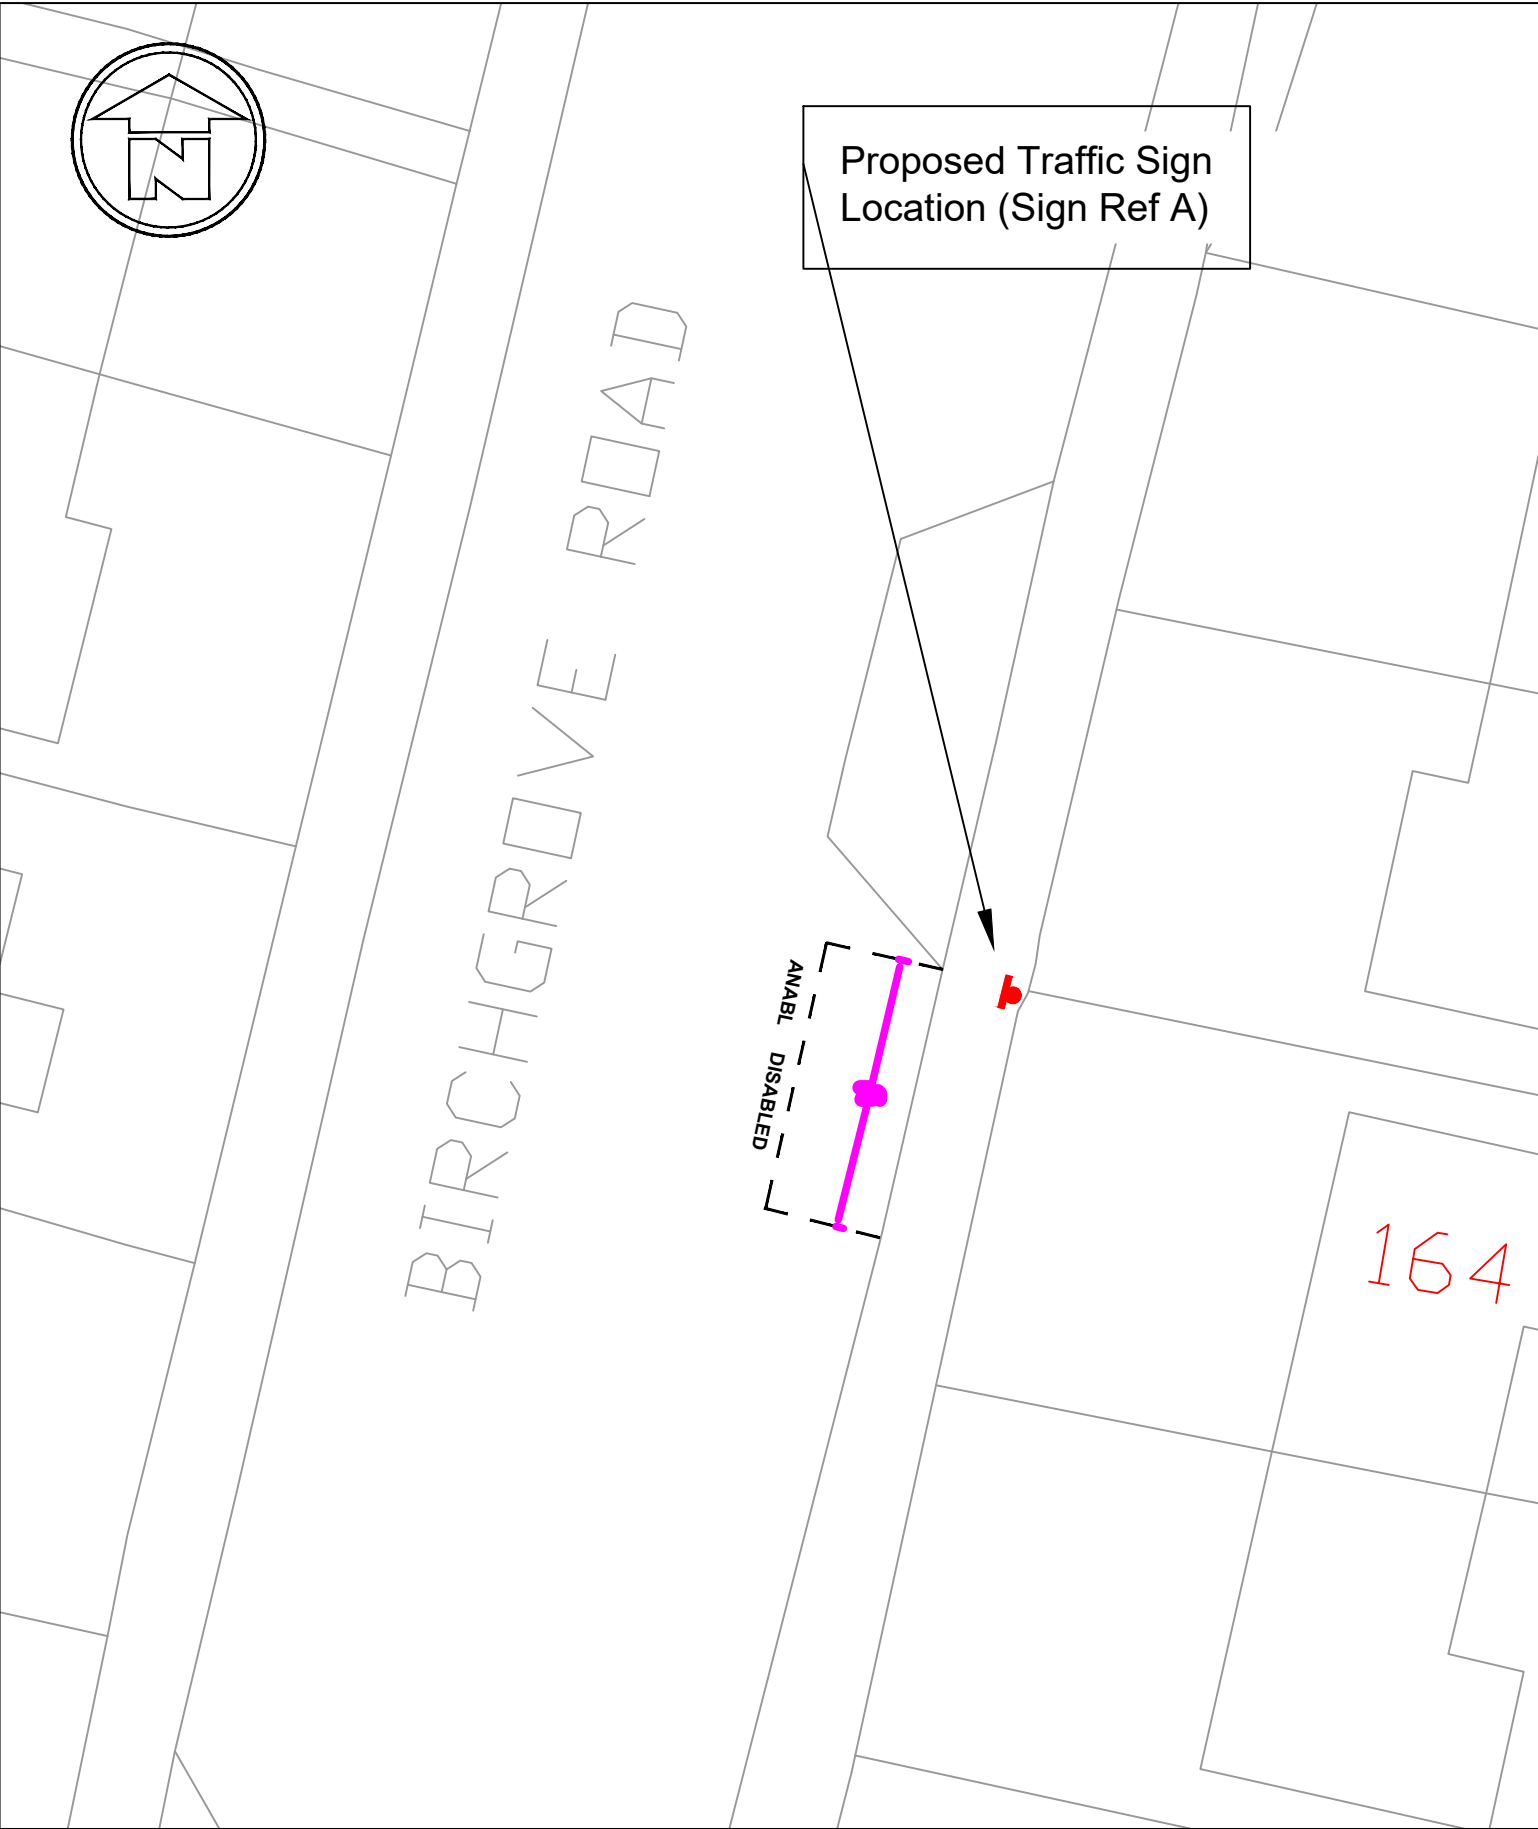 N
Proposed Traffic Sign
Location (Sign Ref A)
BIRCHGROVE ROAD
ANABL DISABLED
164